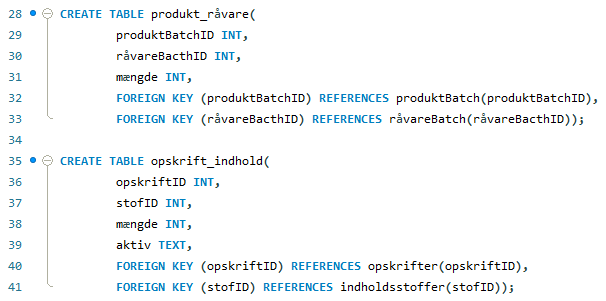 28 CREATE TABLE produkt_råvare(
29 produktBatchID INT,
30 råvareBacthID INT,
31 mængde INT,
32 FOREIGN KEY (produktBatchID) REFERENCES produktBatch(produktBatchID),
33 FOREIGN KEY (råvareBacthID) REFERENCES råvareBatch(råvareBacthID));
34
35 CREATE TABLE opskrift_indhold(
36 opskriftID INT,
37 stofID INT,
38 mængde INT,
39 aktiv TEXT,
40 FOREIGN KEY (opskriftID) REFERENCES opskrifter(opskriftID),
41 FOREIGN KEY (stofID) REFERENCES indholdsstoffer(stofID));